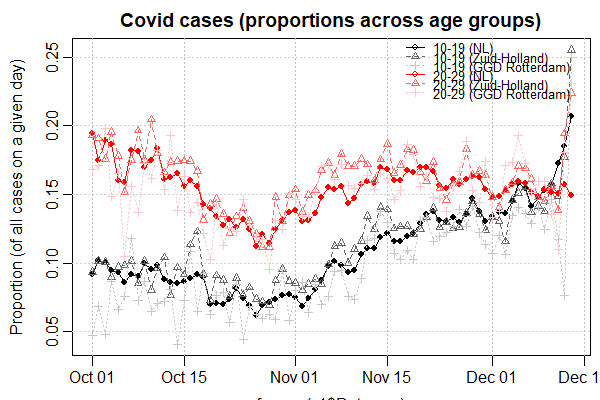 Covid cases (proportions across age groups)
10-19 (NL)
10-19 (Zuid-Holland)
10-19 (GGD Rotterdam)
20-29 (NL)
20-29 (Zuid-Holland)
20-29 (GGD Rotterdam)
Proportion (of all cases on a given day)
0.25
0.20
0.15
0.10
0.05
Oct 01 Oct 15 Nov 01 Nov 15 Dec 01 Dec 1